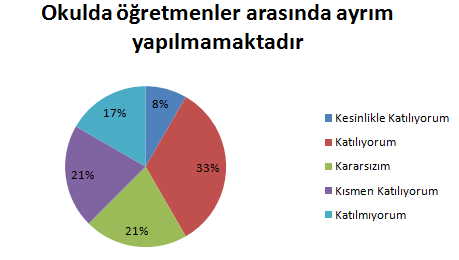 Okulda öğretmenler arasında ayrım
yapılmamaktadır
8%
33%
21%
21%
17%
Kesinlikle Katılıyorum
Katılıyorum
Kararsızım
Kısmen Katılıyorum
Katılmıyorum